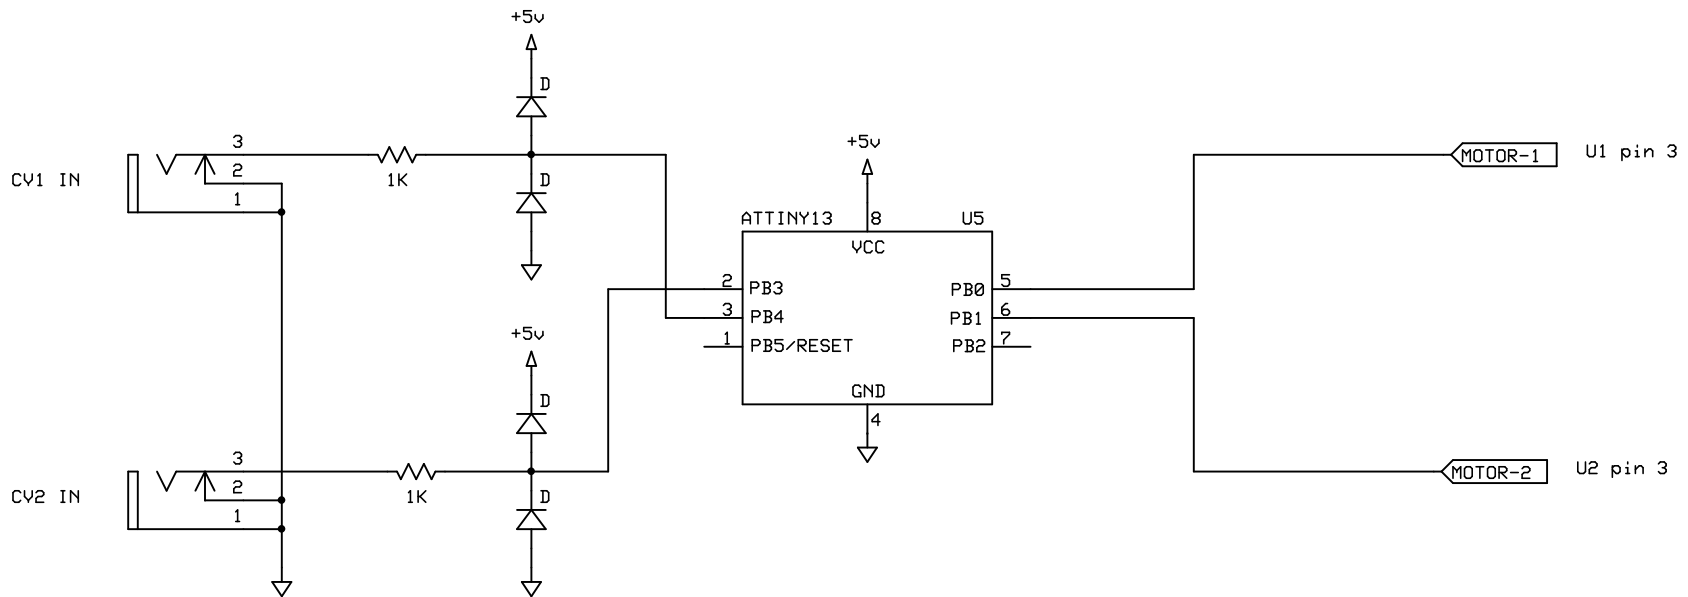 +5v
D
3
2
1
CV1 IN
1K
D
+5v
MOTOR-1
U1 pin 3
ATTINY13
8
U5
VCC
2
PB3
PB0
5
3
PB4
PB1
6
1
PB5/RESET
PB2
7
GND
4
+5v
D
3
2
1
CV2 IN
1K
D
MOTOR-2
U2 pin 3